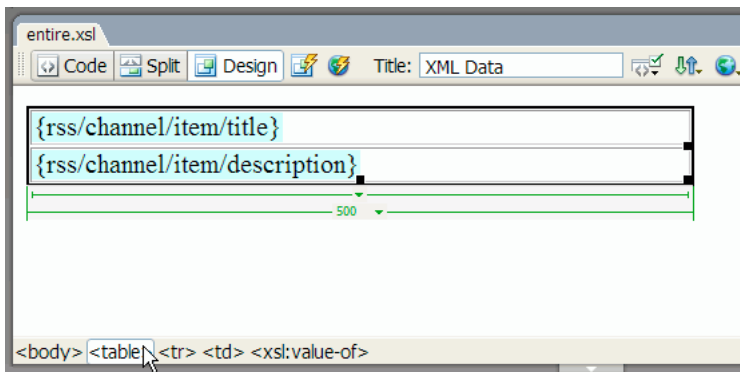 entire.xsl
Code Split Design Title: XML Data
{rss/channel/item/title}
{rss/channel/item/description}
500
<body> <table> <tr> <td> <xsl:value-of>